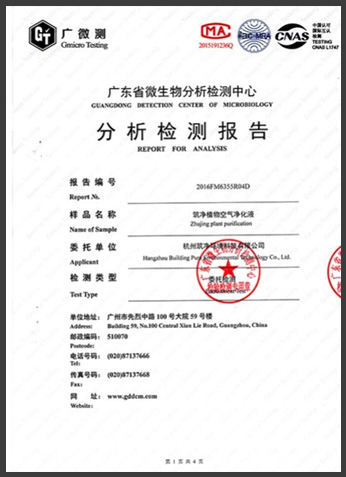 广微测
Gmicro Testing
MA
2015191236Q
ilac-MRA
CNAS
中国认可
国际互认
检测
TESTING
CNAS L1747
广东省微生物分析检测中心
GUANGDONG DETECTION CENTER OF MICROBIOLOGY
分析检测报告
REPORT FOR ANALYSIS
报告编号 2016FM6355R04D
Report №.
样品名称 筑净植物空气净化液
Name of Sample Zhujing plant purification
委托单位 杭州筑净环境科技有限公司
Applicant Hangzhou Building Pure Environmental Technology Co., Ltd.
检测类型 委托检测
Test Type
单位地址: 广州市先烈中路 100 号大院 59 号楼
Address: Building 59, No.100 Central Xian Lie Road, Guangzhou, China
邮政编码: 510070
Postcode:
电话号码: (020)87137666
Tel:
传真号码: (020)87137668
Fax:
网 址: www.gddcm.com
Website:
第 1 页 共 4 页